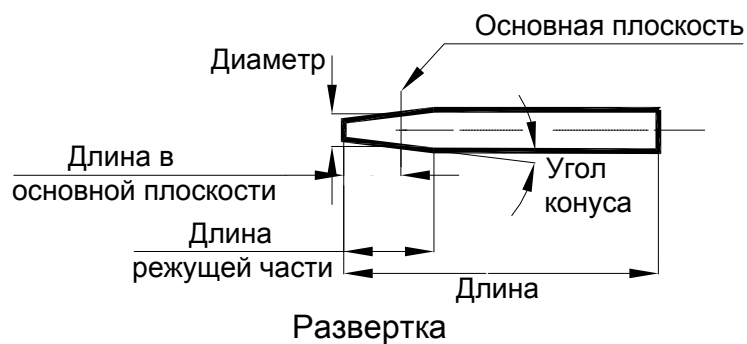 Основная плоскость
Диаметр
Длина в
основной плоскости
Угол
конуса
Длина
режущей части
Длина
Развертка